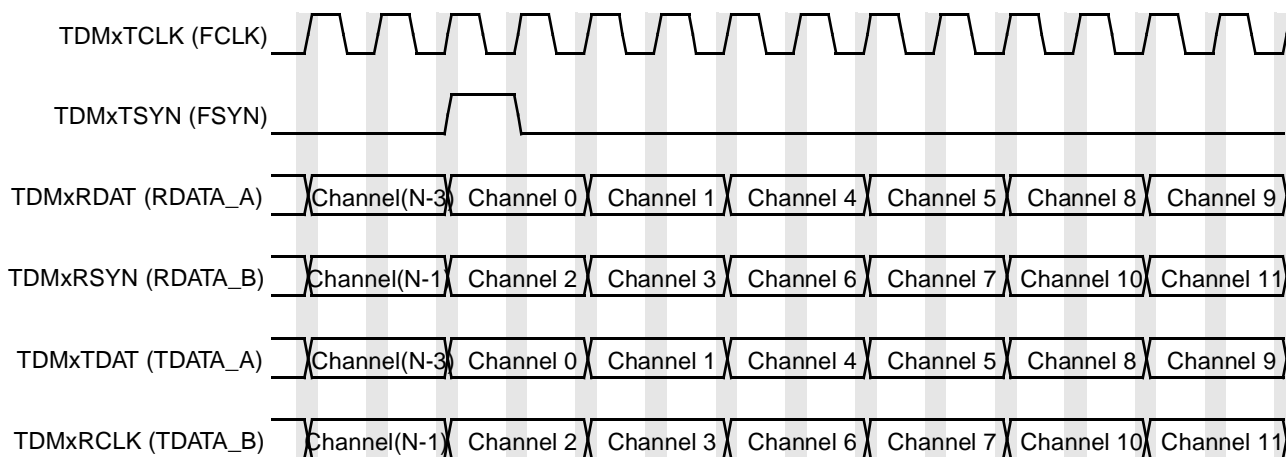 TDMxTCLK (FCLK)
TDMxTSYN (FSYN)
TDMxRDAT (RDATA_A) Channel(N-3) Channel 0 Channel 1 Channel 4 Channel 5 Channel 8 Channel 9
TDMxRSYN (RDATA_B) Channel(N-1) Channel 2 Channel 3 Channel 6 Channel 7 Channel 10 Channel 11
TDMxTDAT (TDATA_A) Channel(N-3) Channel 0 Channel 1 Channel 4 Channel 5 Channel 8 Channel 9
TDMxRCLK (TDATA_B) Channel(N-1) Channel 2 Channel 3 Channel 6 Channel 7 Channel 10 Channel 11